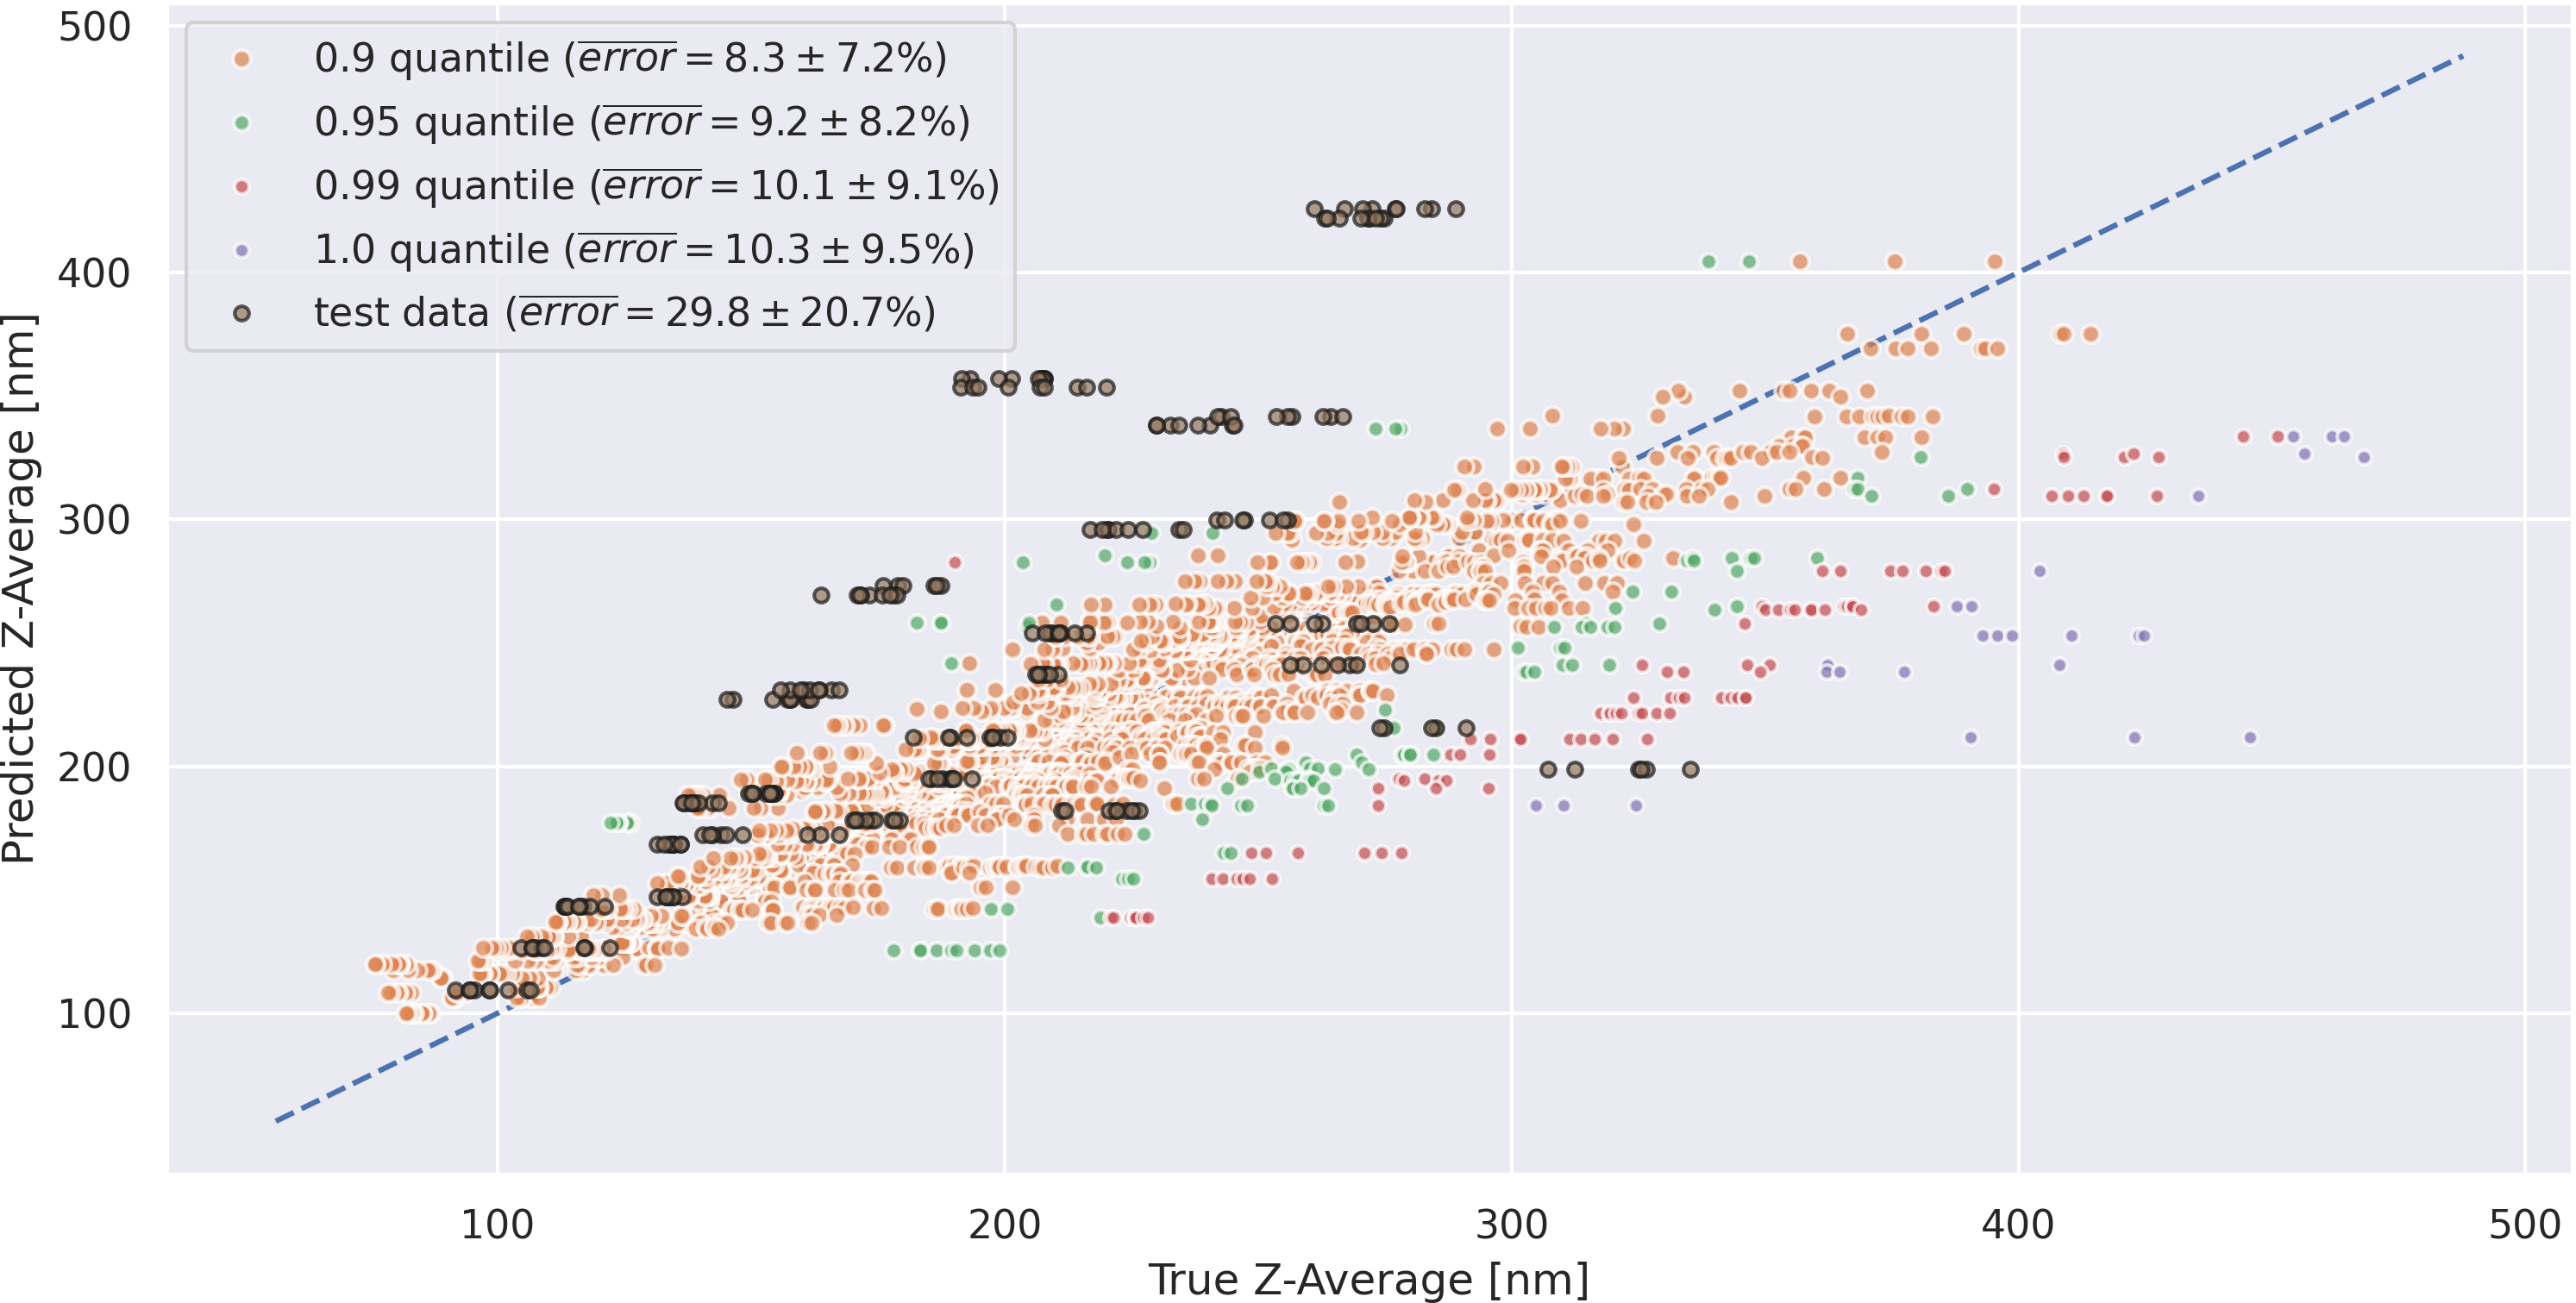 500
400
300
200
100
Predicted Z-Average [nm]
0.9 quantile (error = 8.3 ± 7.2%)
0.95 quantile (error = 9.2 ± 8.2%)
0.99 quantile (error = 10.1 ± 9.1%)
1.0 quantile (error = 10.3 ± 9.5%)
test data (error = 29.8 ± 20.7%)
100 200 300 400 500
True Z-Average [nm]